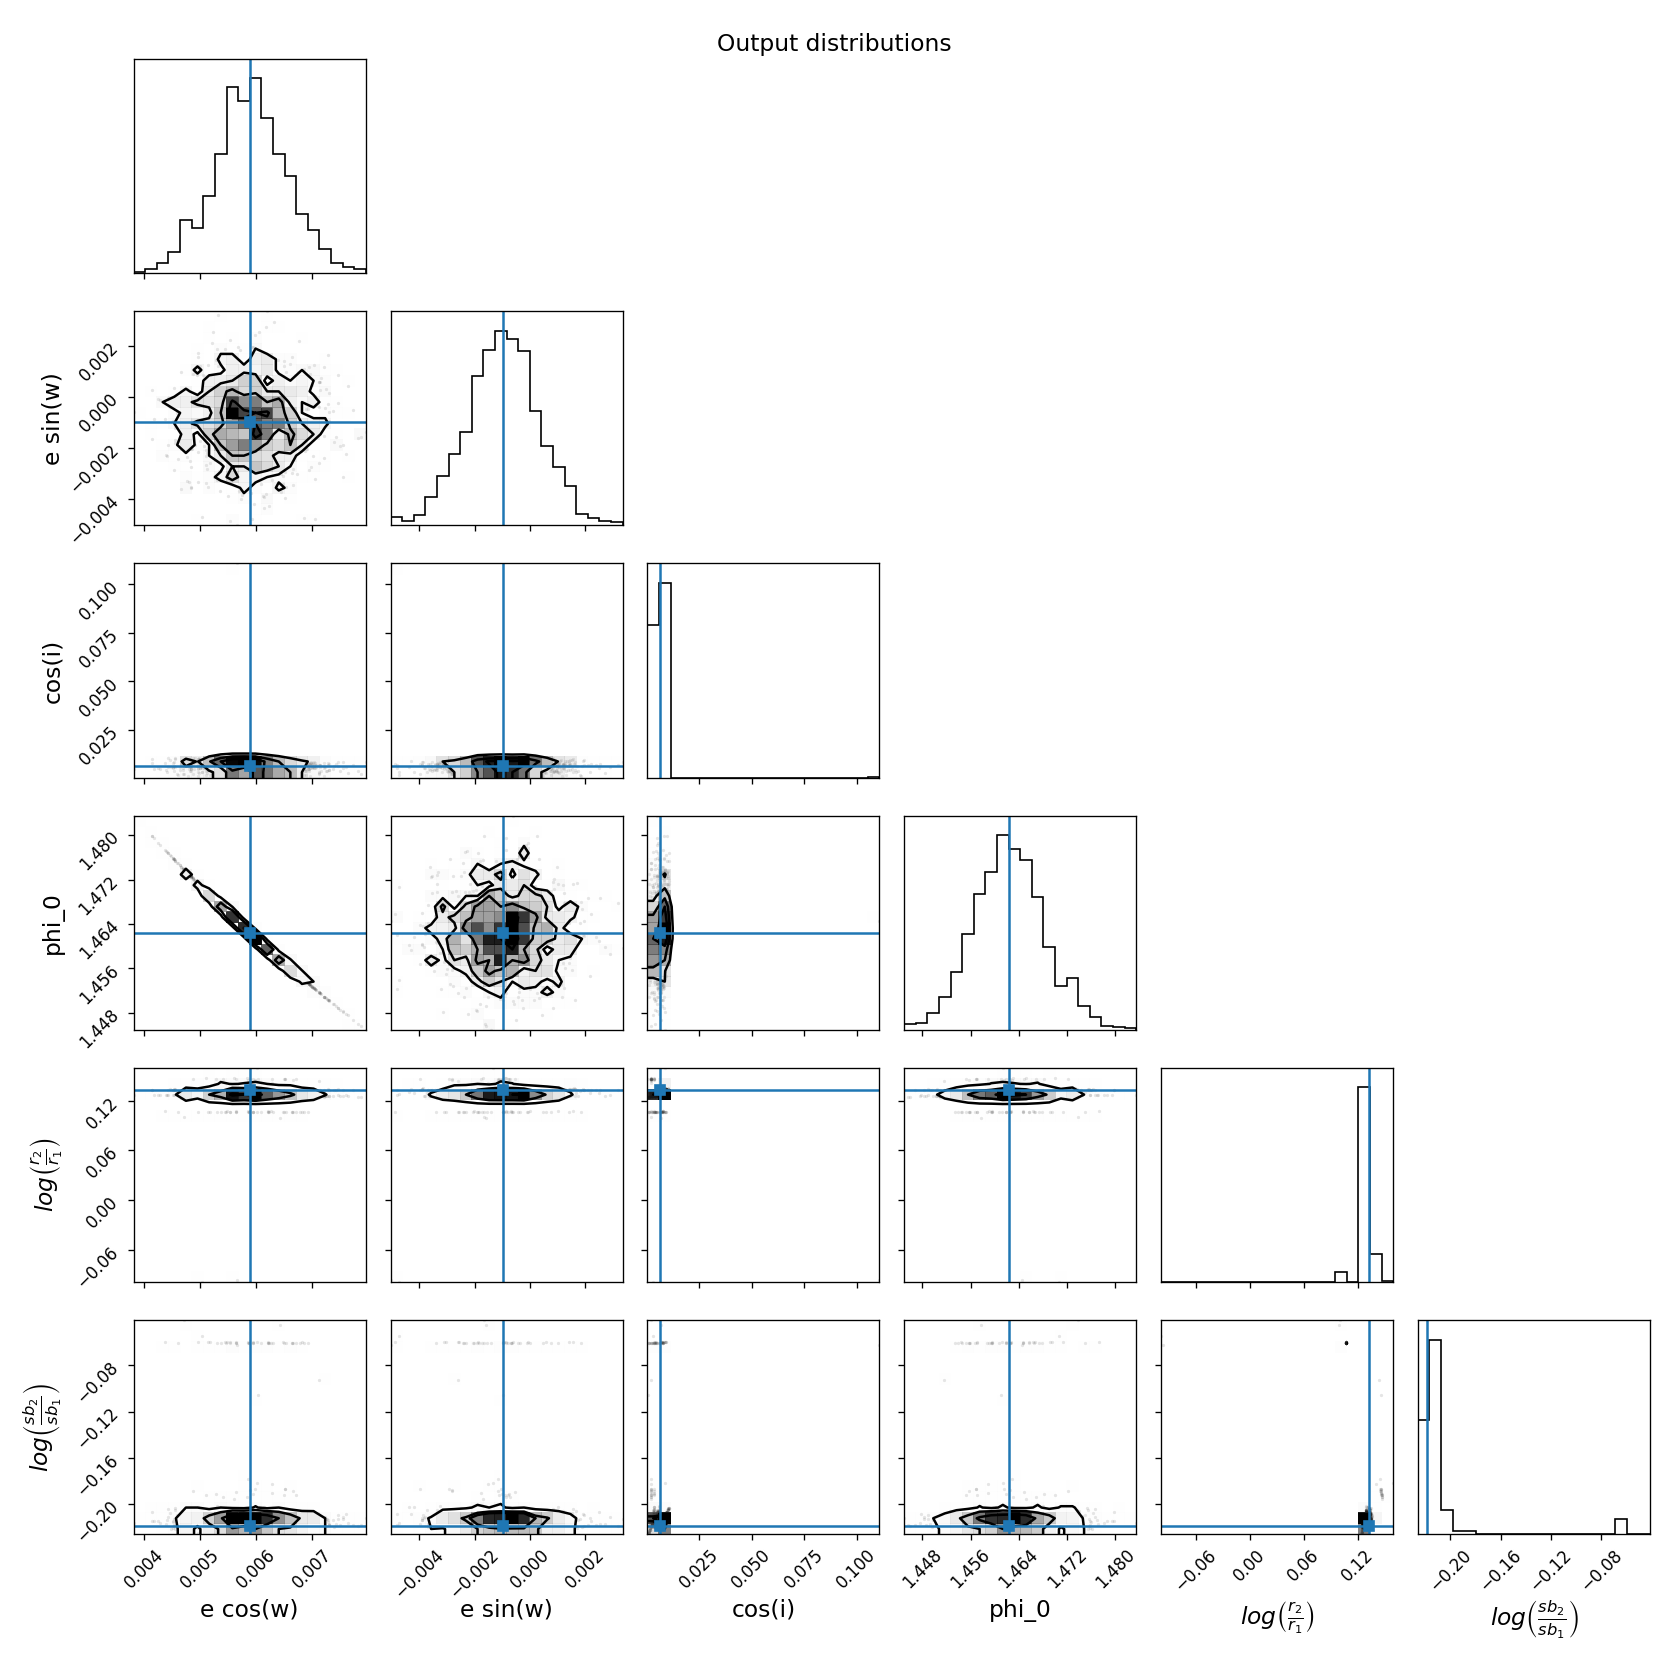 Output distributions
e sin(w)
0.002
0.000
−0.002
−0.004
cos(i)
0.100
0.075
0.050
0.025
phi_0
1.480
1.472
1.464
1.456
1.448
log(r₂/r₁)
0.12
0.06
0.00
−0.06
log(sb₂/sb₁)
−0.08
−0.12
−0.16
−0.20
0.004 0.005 0.006 0.007
−0.004 −0.002 0.000 0.002
0.025 0.050 0.075 0.100
1.448 1.456 1.464 1.472 1.480
−0.06 0.00 0.06 0.12
−0.20 −0.16 −0.12 −0.08
e cos(w)
e sin(w)
cos(i)
phi_0
log(r₂/r₁)
log(sb₂/sb₁)